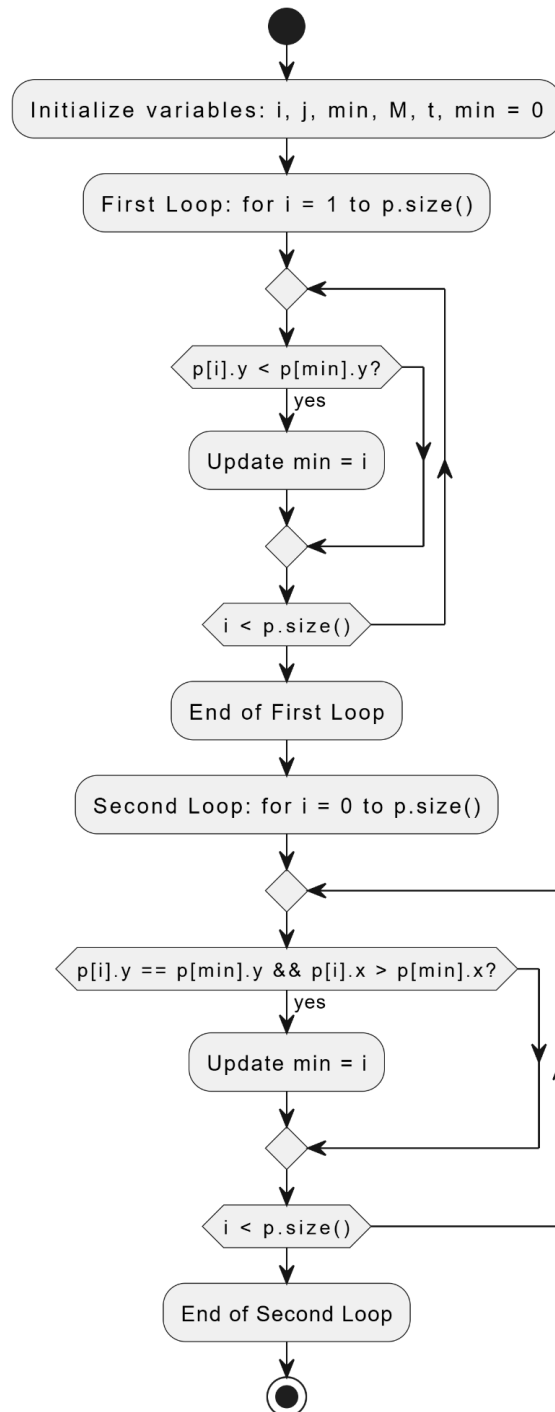 Initialize variables: i, j, min, M, t, min = 0
First Loop: for i = 1 to p.size()
p[i].y < p[min].y?
yes
Update min = i
i < p.size()
End of First Loop
Second Loop: for i = 0 to p.size()
p[i].y == p[min].y && p[i].x > p[min].x?
yes
Update min = i
i < p.size()
End of Second Loop